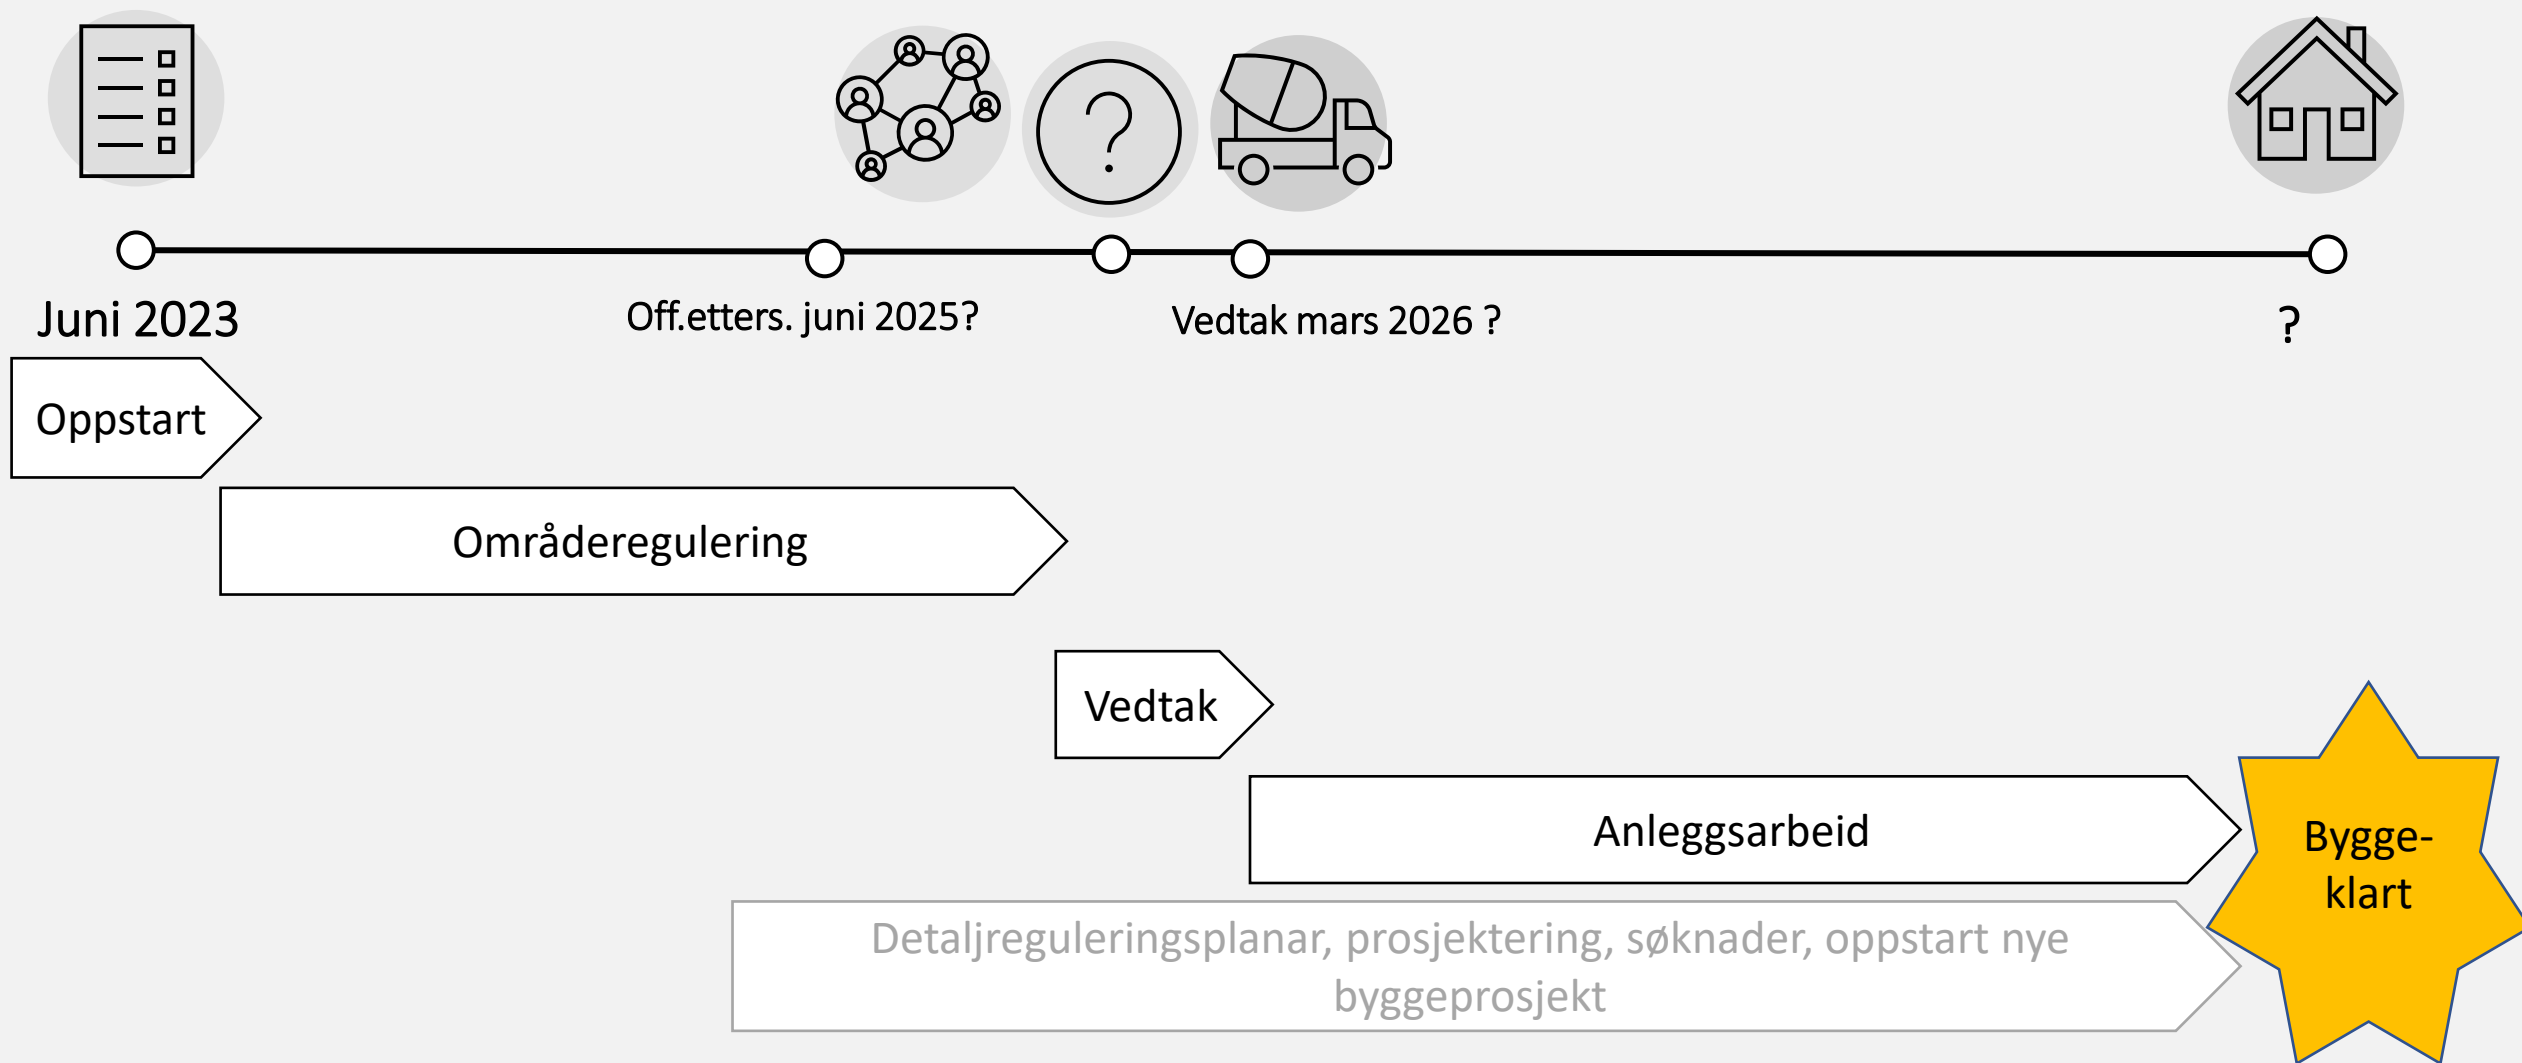 Juni 2023
Off.etters. juni 2025?
Vedtak mars 2026 ?
?
Oppstart
Områderegulering
Vedtak
Anleggsarbeid
Bygge-
klart
Detaljreguleringsplanar, prosjektering, søknader, oppstart nye
byggeprosjekt